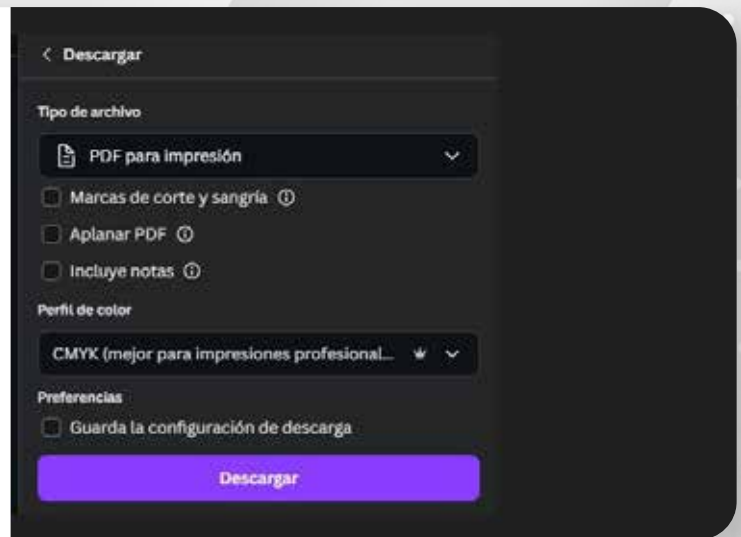 Descargar
Tipo de archivo
PDF para impresión
Marcas de corte y sangría
Aplanar PDF
Incluye notas
Perfil de color
CMYK (mejor para impresiones profesional...
Preferencias
Guarda la configuración de descarga
Descargar